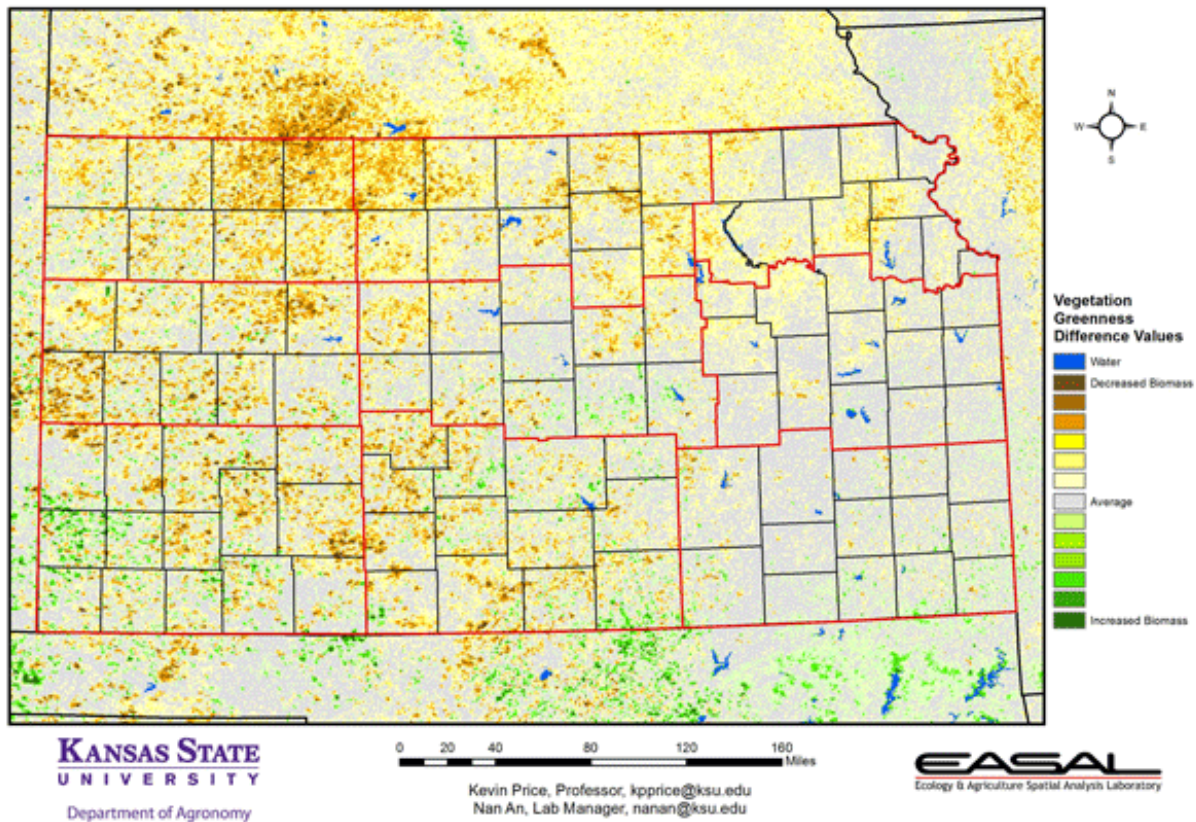 N
W E
S
Vegetation
Greenness
Difference Values
Water
Decreased Biomass
Average
Increased Biomass
KANSAS STATE
UNIVERSITY
Department of Agronomy
0 20 40 80 120 160
Miles
Kevin Price, Professor, kpprice@ksu.edu
Nan An, Lab Manager, nanan@ksu.edu
EASAL
Ecology & Agriculture Spatial Analysis Laboratory